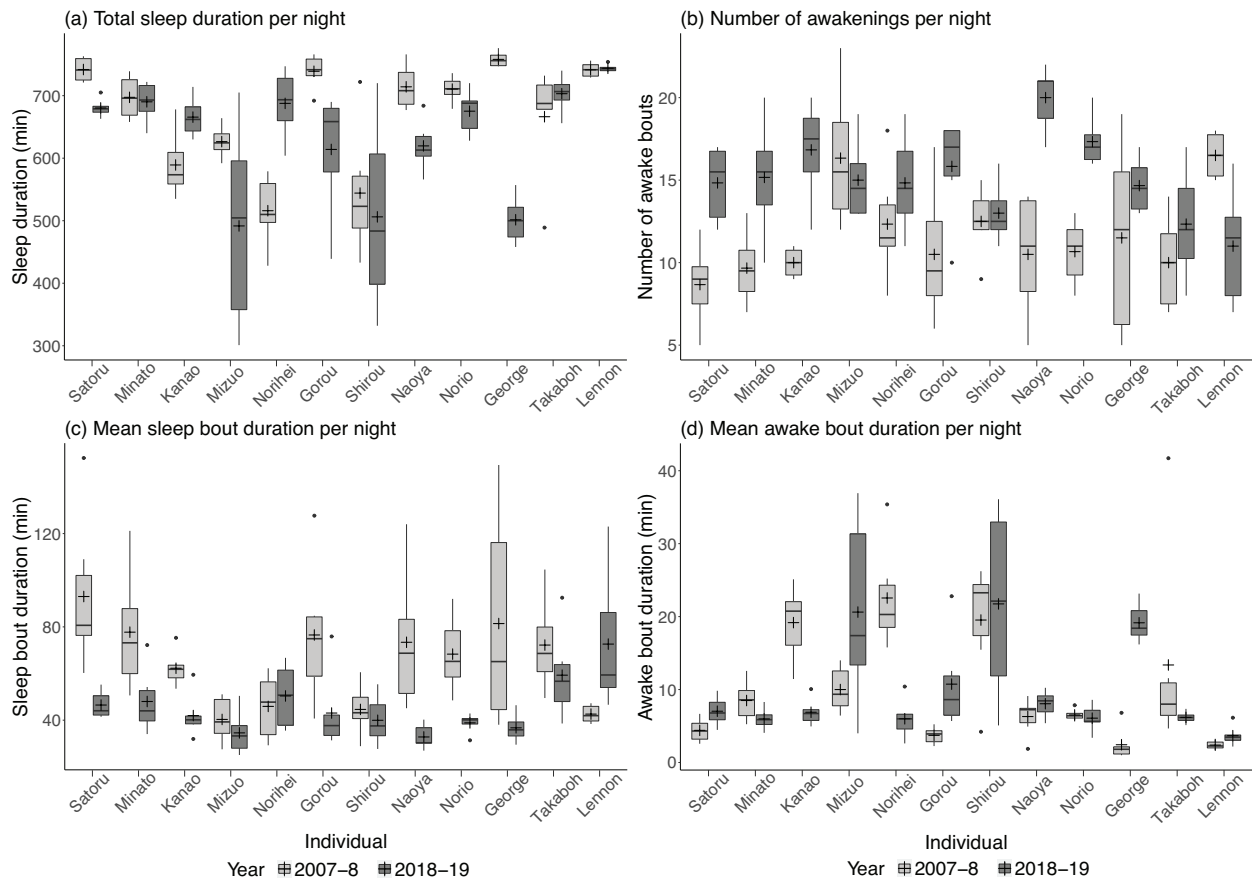 (a) Total sleep duration per night
Sleep duration (min)
700
600
500
400
300
Satoru Minato Kanao Mizuo Norihei Gorou Shirou Naoya Norio George Takaboh Lennon
(b) Number of awakenings per night
Number of awake bouts
20
15
10
5
Satoru Minato Kanao Mizuo Norihei Gorou Shirou Naoya Norio George Takaboh Lennon
(c) Mean sleep bout duration per night
Sleep bout duration (min)
120
80
40
Satoru Minato Kanao Mizuo Norihei Gorou Shirou Naoya Norio George Takaboh Lennon
Individual
Year 2007–8 2018–19
(d) Mean awake bout duration per night
Awake bout duration (min)
40
30
20
10
0
Satoru Minato Kanao Mizuo Norihei Gorou Shirou Naoya Norio George Takaboh Lennon
Individual
Year 2007–8 2018–19